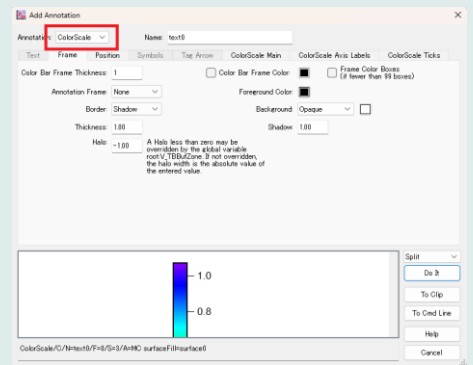 Add Annotation
Annotation: ColorScale Name: text0
Text Frame Position Symbols Tag Arrow ColorScale Main ColorScale Axis Labels ColorScale Ticks
Color Bar Frame Thickness: 1 Color Bar Frame Color: Frame Color Boxes
(if fewer than 99 boxes)
Annotation Frame: None Foreground Color:
Border: Shadow Background: Opaque
Thickness: 1.00 Shadow: 1.00
Halo: -1.00 A Halo less than zero may be
overridden by the global variable
root:V_TBBufZone. If not overridden,
the halo width is the absolute value of
the entered value.
1.0
0.8
Split
Do It
To Clip
To Cmd Line
Help
Cancel
ColorScale/C/N=text0/F=0/S=3/A=MC surfaceFill=surface0